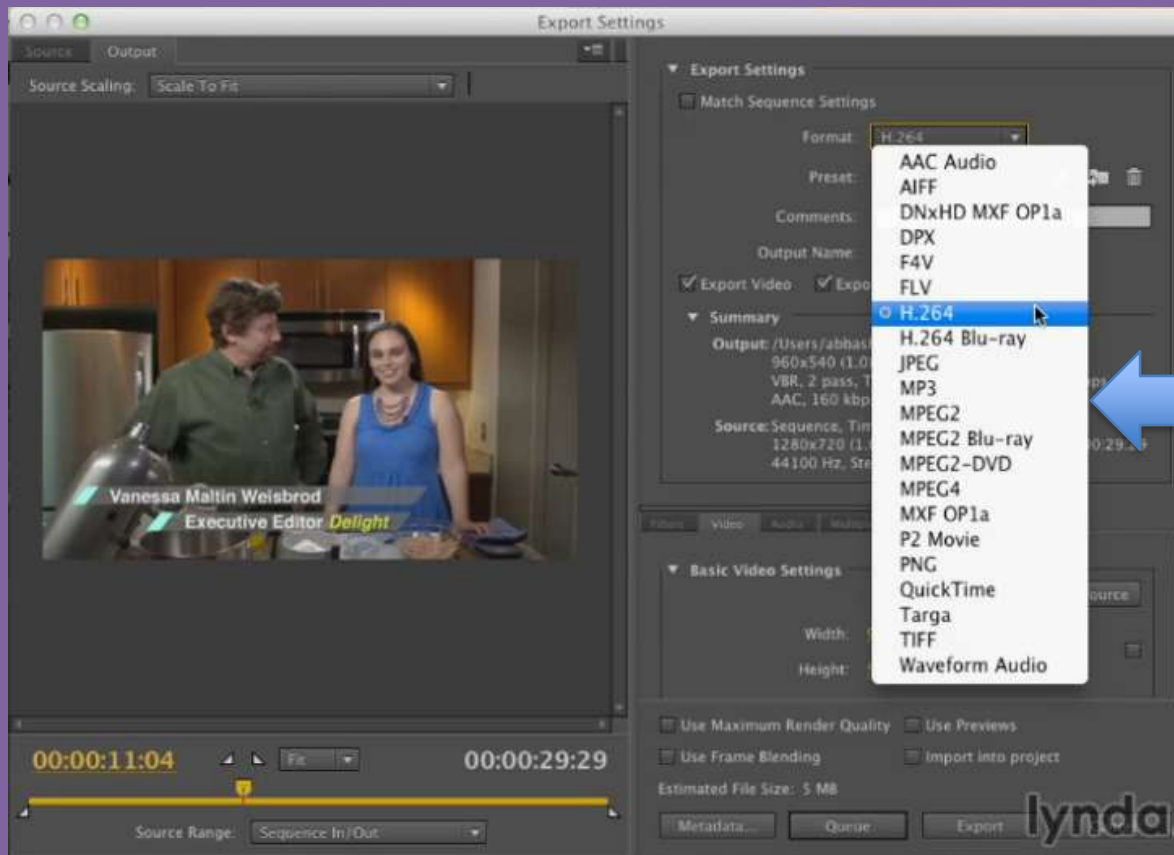 Export Settings
Source Output
Source Scaling: Scale To Fit
Vanessa Maltin Weisbrod
Executive Editor Delight
00:00:11:04
Fit
00:00:29:29
Source Range: Sequence In/Out
Export Settings
Match Sequence Settings
Format: H.264
Preset:
Comments:
Output Name:
Export Video
Summary
Output: /Users/abbas
960x540 (1.0
VBR, 2 pass, T
AAC, 160 kbp
Source: Sequence, Tim
1280x720 (1.
44100 Hz, Ste
AAC Audio
AIFF
DNxHD MXF OP1a
DPX
F4V
FLV
H.264
H.264 Blu-ray
JPEG
MP3
MPEG2
MPEG2 Blu-ray
MPEG2-DVD
MPEG4
MXF OP1a
P2 Movie
PNG
QuickTime
Targa
TIFF
Waveform Audio
Filters Video Audio
Basic Video Settings
Width:
Height:
Use Maximum Render Quality Use Previews
Use Frame Blending Import into project
Estimated File Size: 5 MB
Metadata... Queue Export
lynda